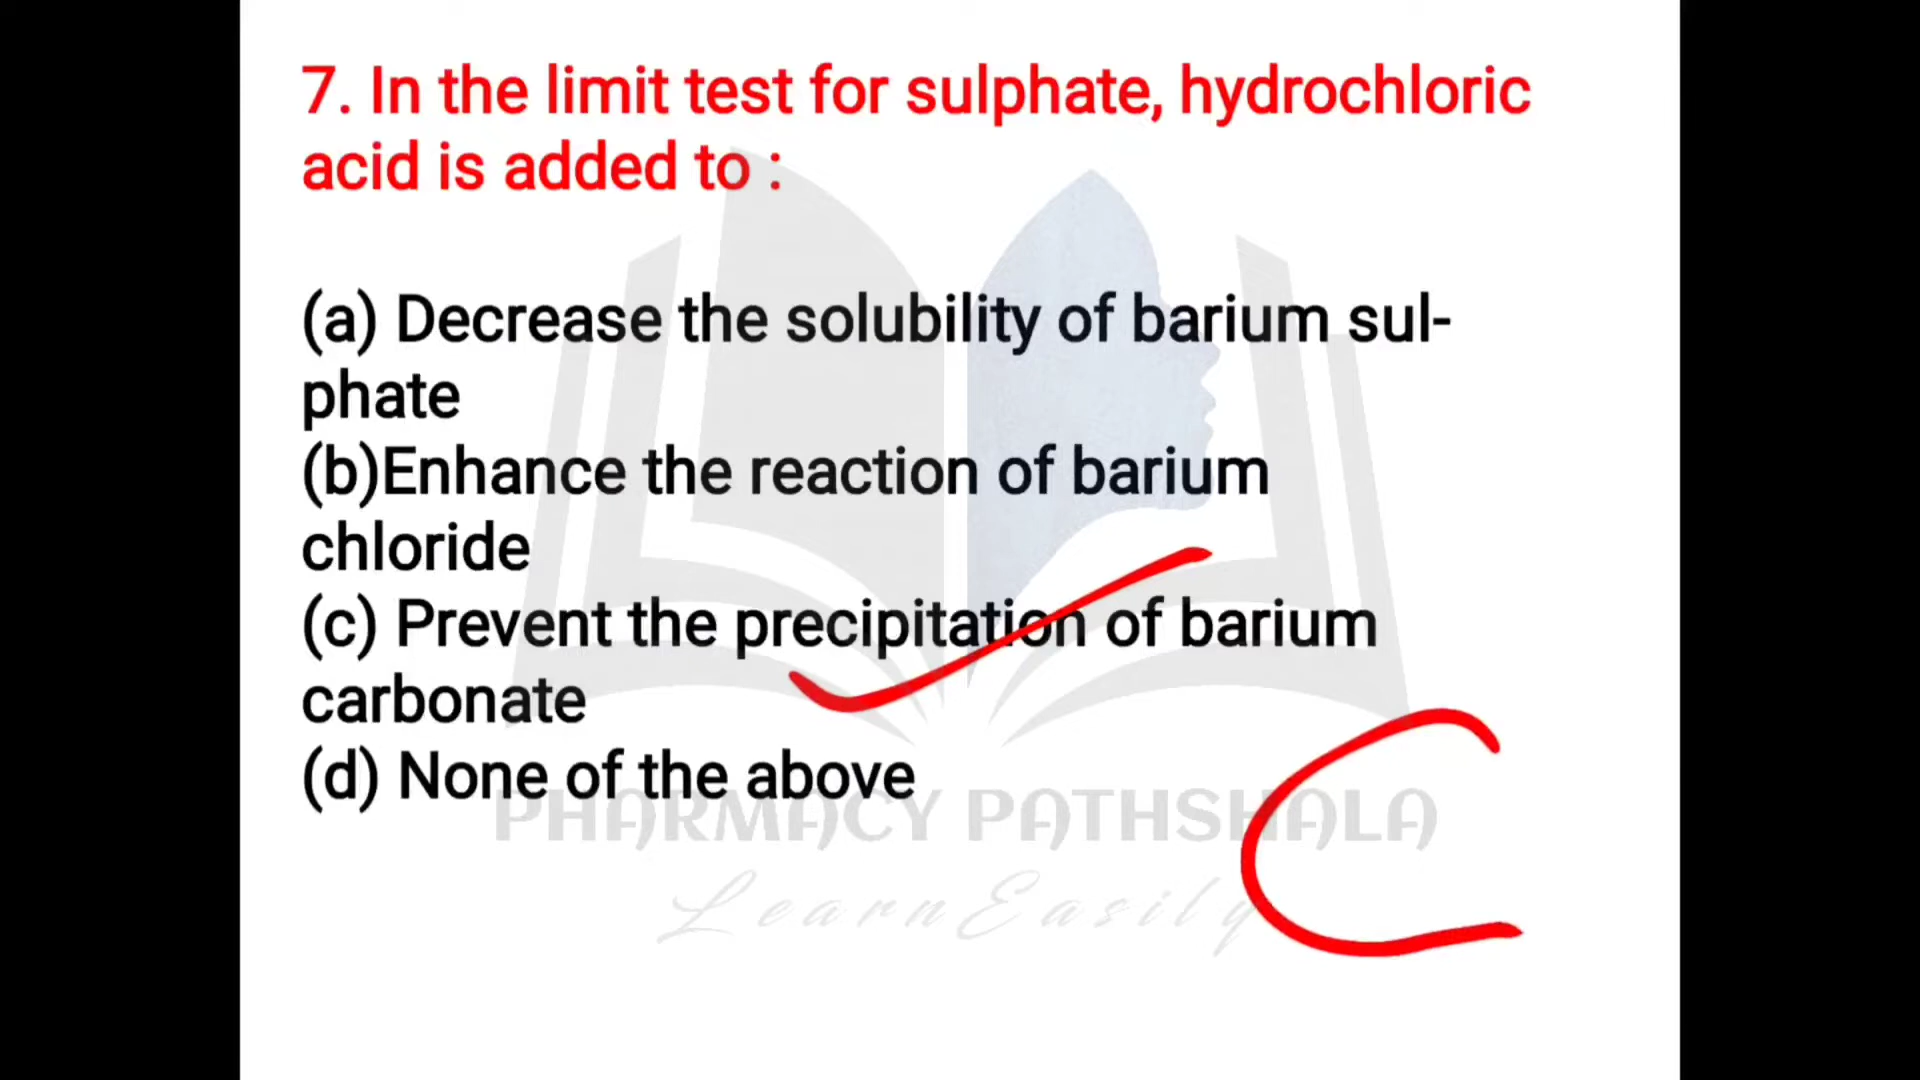 7. In the limit test for sulphate, hydrochloric
acid is added to :
(a) Decrease the solubility of barium sul-
phate
(b)Enhance the reaction of barium
chloride
(c) Prevent the precipitation of barium
carbonate
(d) None of the above
PHARMACY PATHSHALA
Learn Easily
C